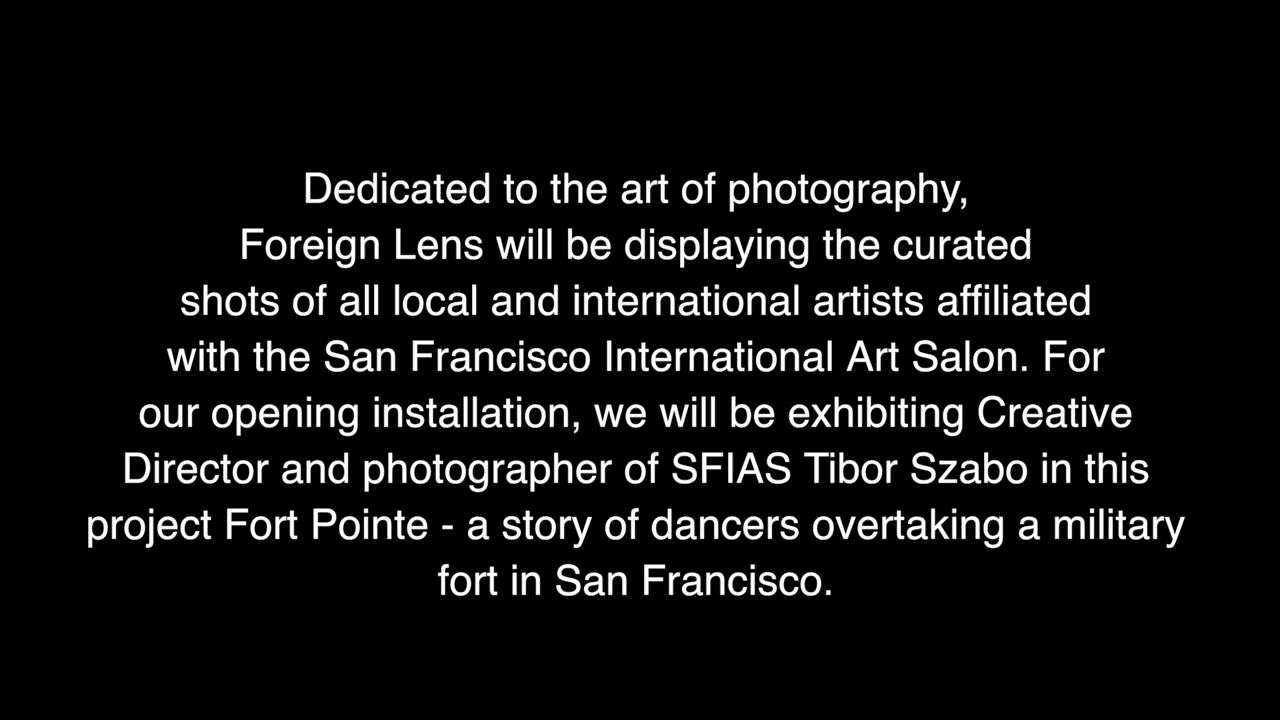 Dedicated to the art of photography,
Foreign Lens will be displaying the curated
shots of all local and international artists affiliated
with the San Francisco International Art Salon. For
our opening installation, we will be exhibiting Creative
Director and photographer of SFIAS Tibor Szabo in this
project Fort Pointe - a story of dancers overtaking a military
fort in San Francisco.